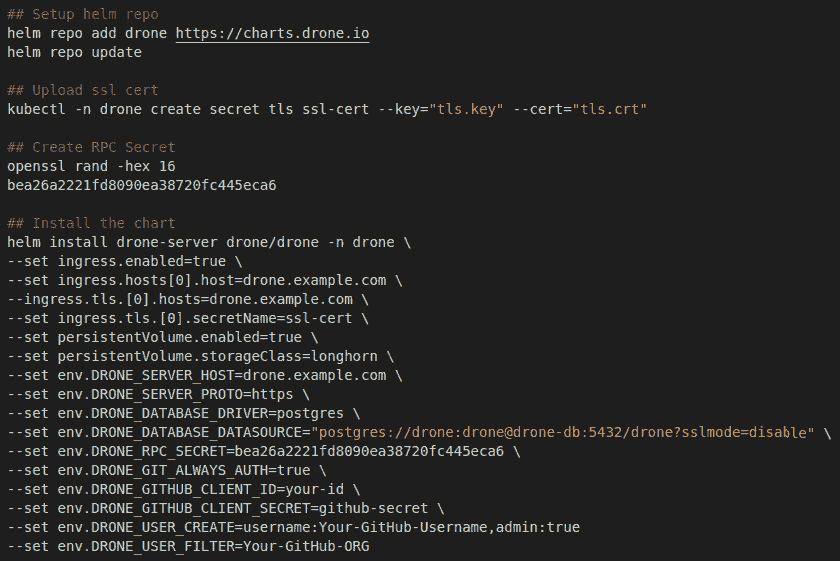 ## Setup helm repo
helm repo add drone https://charts.drone.io
helm repo update
## Upload ssl cert
kubectl -n drone create secret tls ssl-cert --key="tls.key" --cert="tls.crt"
## Create RPC Secret
openssl rand -hex 16
bea26a2221fd8090ea38720fc445eca6
## Install the chart
helm install drone-server drone/drone -n drone \
--set ingress.enabled=true \
--set ingress.hosts[0].host=drone.example.com \
--ingress.tls.[0].hosts=drone.example.com \
--set ingress.tls.[0].secretName=ssl-cert \
--set persistentVolume.enabled=true \
--set persistentVolume.storageClass=longhorn \
--set env.DRONE_SERVER_HOST=drone.example.com \
--set env.DRONE_SERVER_PROTO=https \
--set env.DRONE_DATABASE_DRIVER=postgres \
--set env.DRONE_DATABASE_DATASOURCE="postgres://drone:drone@drone-db:5432/drone?sslmode=disable" \
--set env.DRONE_RPC_SECRET=bea26a2221fd8090ea38720fc445eca6 \
--set env.DRONE_GIT_ALWAYS_AUTH=true \
--set env.DRONE_GITHUB_CLIENT_ID=your-id \
--set env.DRONE_GITHUB_CLIENT_SECRET=github-secret \
--set env.DRONE_USER_CREATE=username:Your-GitHub-Username,admin:true
--set env.DRONE_USER_FILTER=Your-GitHub-ORG